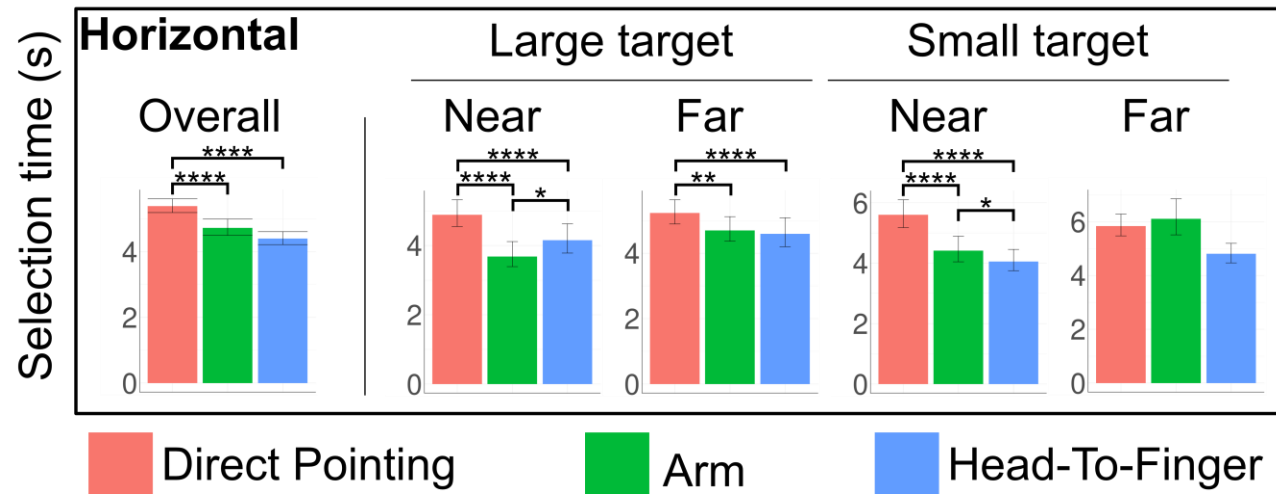 Selection time (s)
Horizontal
Large target
Small target
Overall
Near
Far
Near
Far
****
****
****
****
*
****
**
****
****
*
4
2
0
4
2
0
4
2
0
6
4
2
0
6
4
2
0
Direct Pointing
Arm
Head-To-Finger